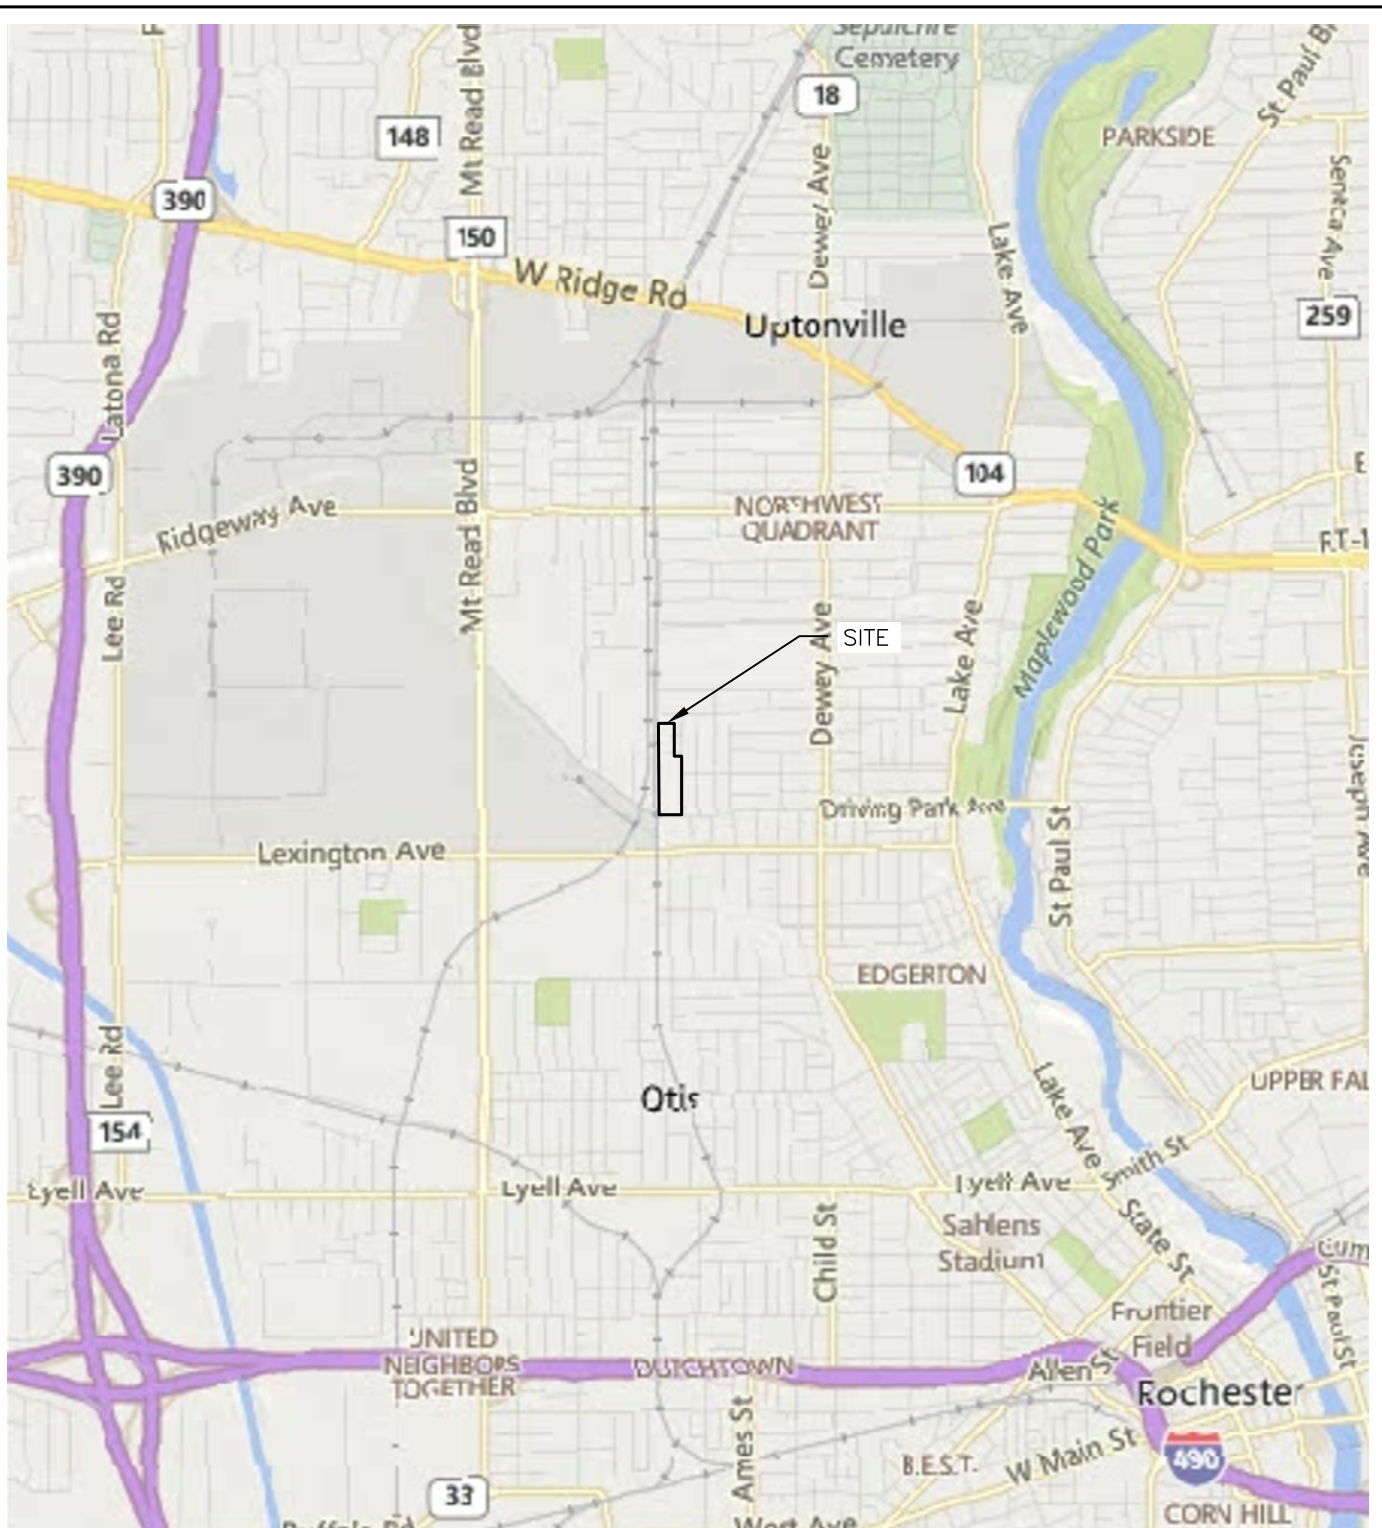 Sepulchre
Cemetery
18
St Paul
148
Mt Read Blvd
PARKSIDE
390
150
Dewey Ave
Seneca Ave
Lake Ave
W Ridge Rd
Uptonville
259
Latona Rd
390
104
Mt Read Blvd
NORTHWEST
QUADRANT
Ridgeway Ave
Maplewood Park
Lee Rd
SITE
Dewey Ave
Lake Ave
Joseph Ave
Driving Park Ave
St Paul St
Lexington Ave
EDGERTON
Lee Rd
Otis
Lake Ave
UPPER FAL
154
Smith St
Lyell Ave
Lyell Ave
Lyell Ave
State St
Child St
Sahlens
Stadium
Cum
St Paul St
Frontier
Field
UNITED
NEIGHBORS
TOGETHER
DUTCHTOWN
Allen St
Rochester
Ames St
W Main St
B.E.S.T.
490
33
CORN HILL
Buffalo Rd
West Ave